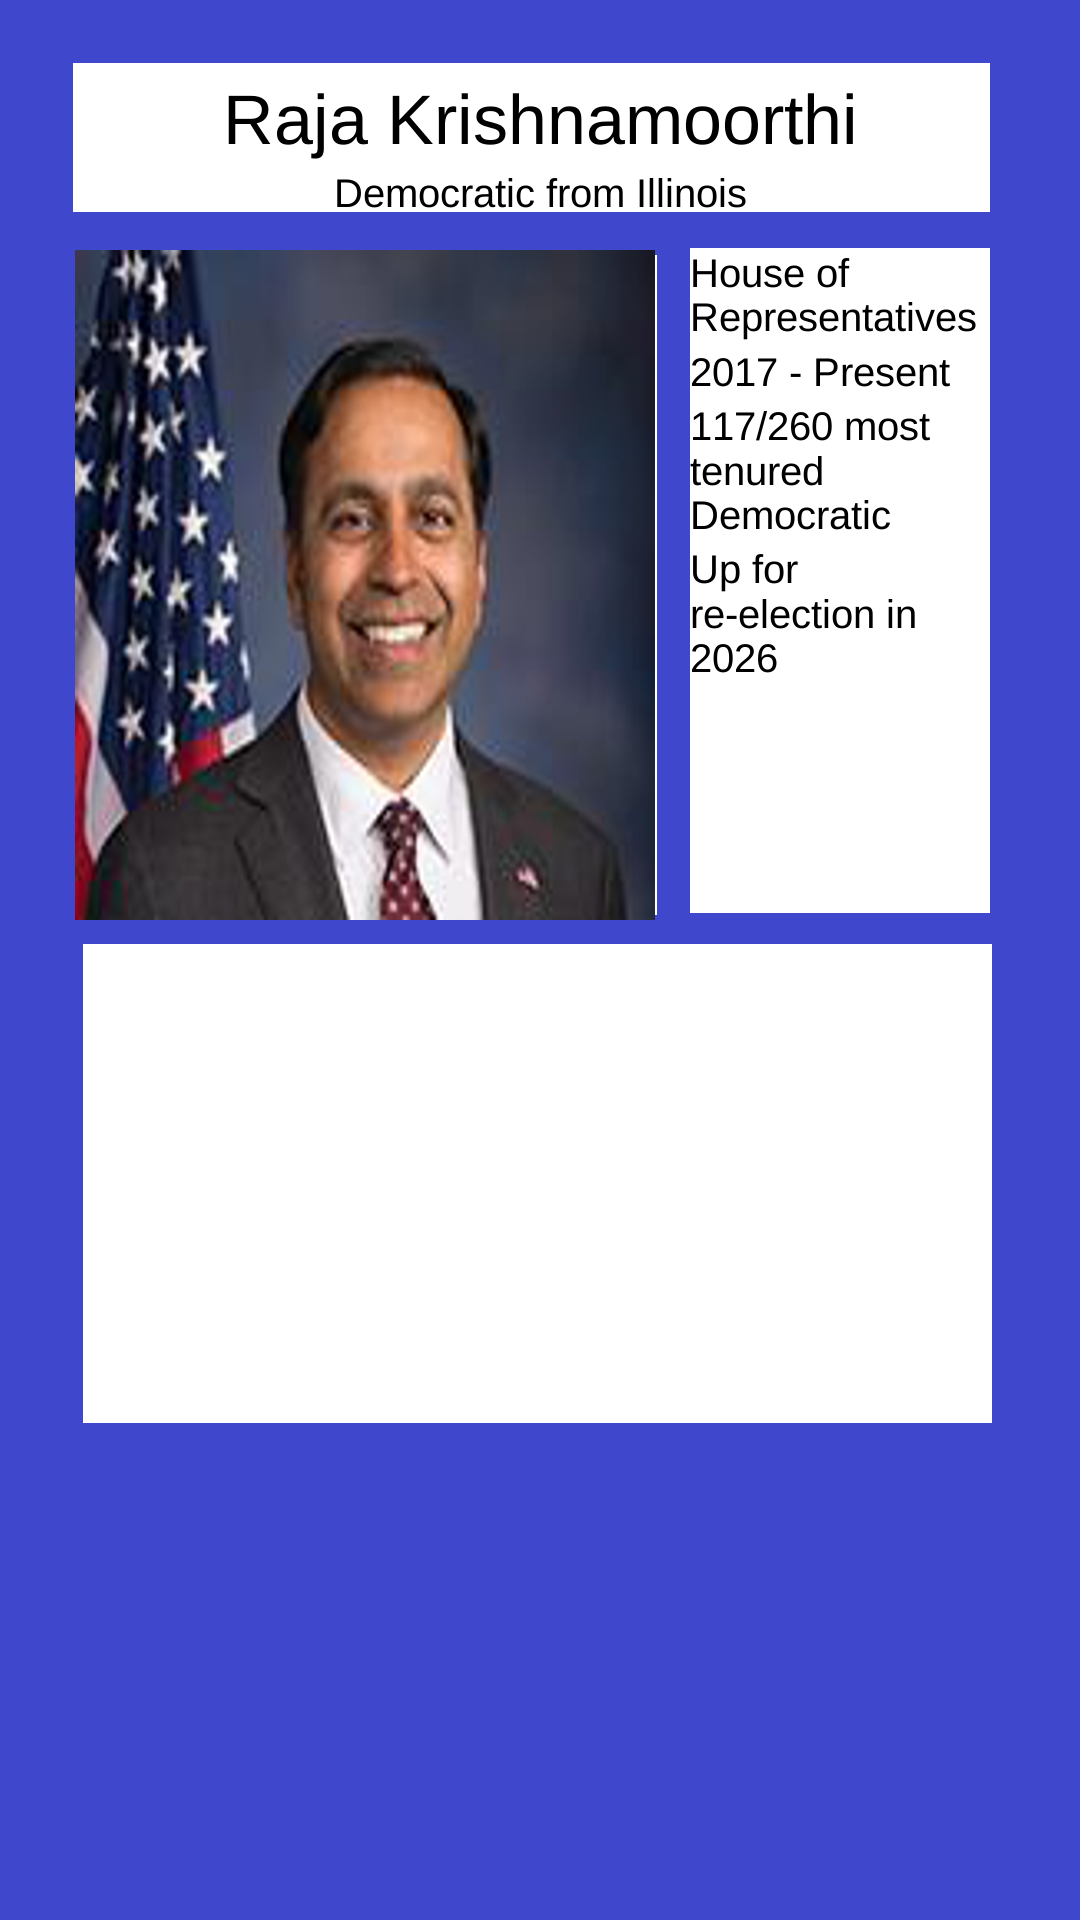 Raja Krishnamoorthi
Democratic from Illinois
House of
Representatives
2017 - Present
117/260 most
tenured
Democratic
Up for
re-election in
2026